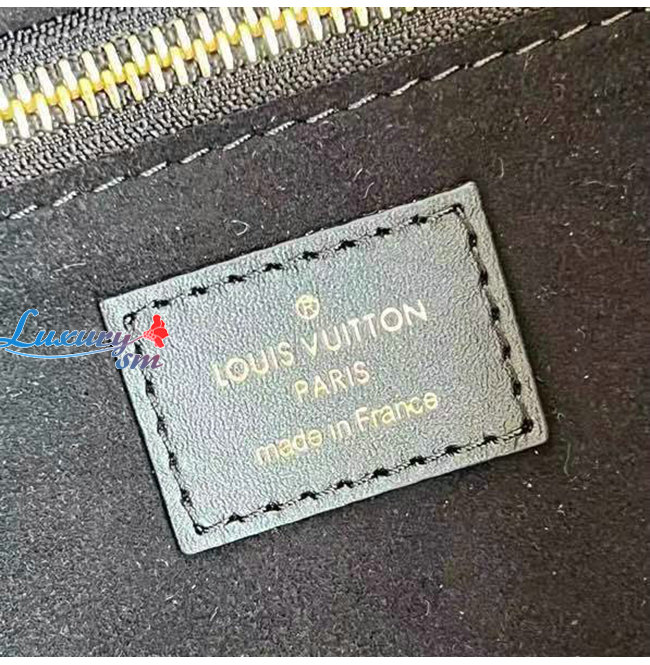 ®
LOUIS VUITTON
PARIS
made in France
Luxury
sm